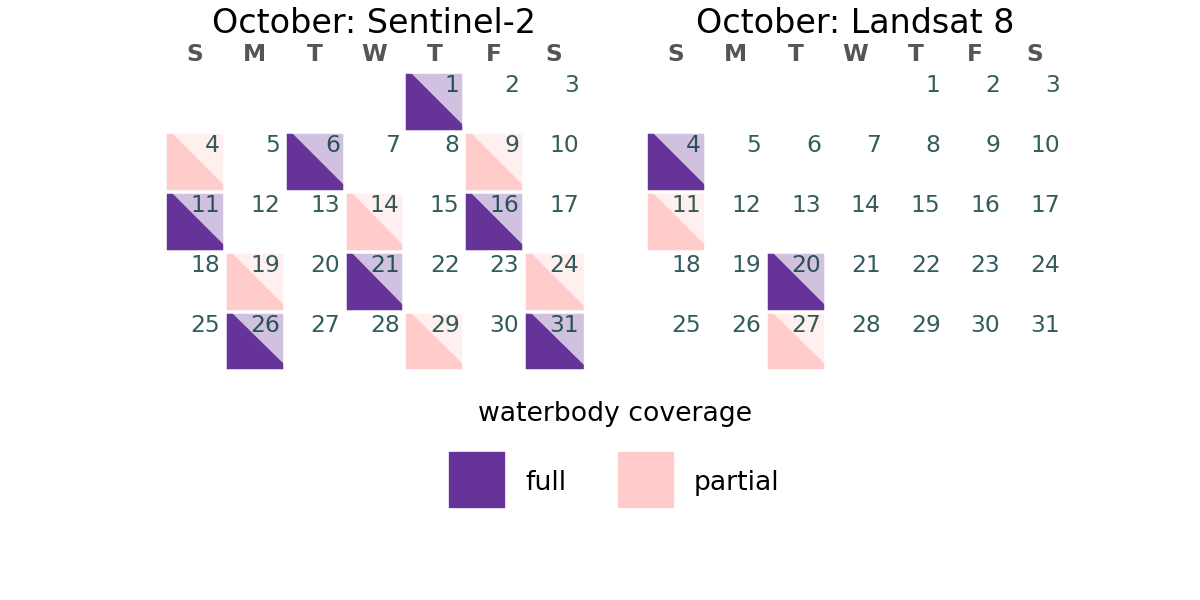 October: Sentinel-2
S M T W T F S
1 2 3
4 5 6 7 8 9 10
11 12 13 14 15 16 17
18 19 20 21 22 23 24
25 26 27 28 29 30 31
October: Landsat 8
S M T W T F S
1 2 3
4 5 6 7 8 9 10
11 12 13 14 15 16 17
18 19 20 21 22 23 24
25 26 27 28 29 30 31
waterbody coverage
full partial